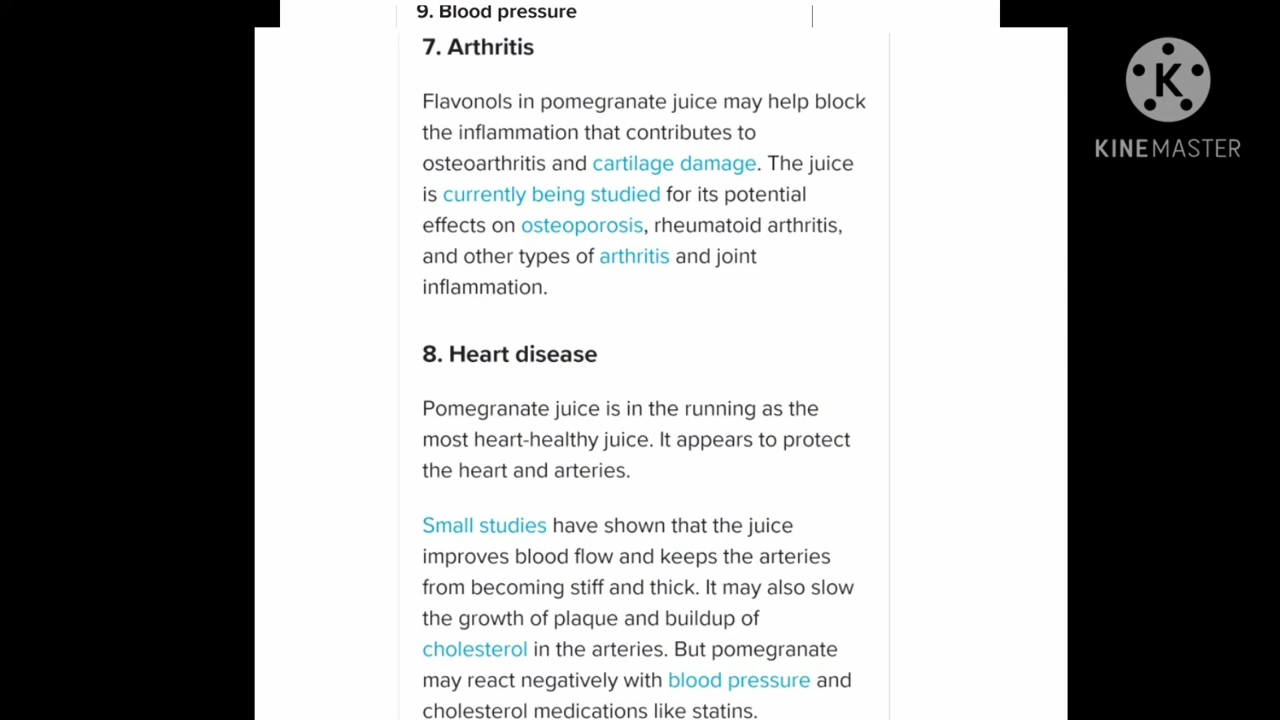 9. Blood pressure
7. Arthritis
Flavonols in pomegranate juice may help block
the inflammation that contributes to
osteoarthritis and cartilage damage. The juice
is currently being studied for its potential
effects on osteoporosis, rheumatoid arthritis,
and other types of arthritis and joint
inflammation.
8. Heart disease
Pomegranate juice is in the running as the
most heart-healthy juice. It appears to protect
the heart and arteries.
Small studies have shown that the juice
improves blood flow and keeps the arteries
from becoming stiff and thick. It may also slow
the growth of plaque and buildup of
cholesterol in the arteries. But pomegranate
may react negatively with blood pressure and
cholesterol medications like statins.
K
KINEMASTER